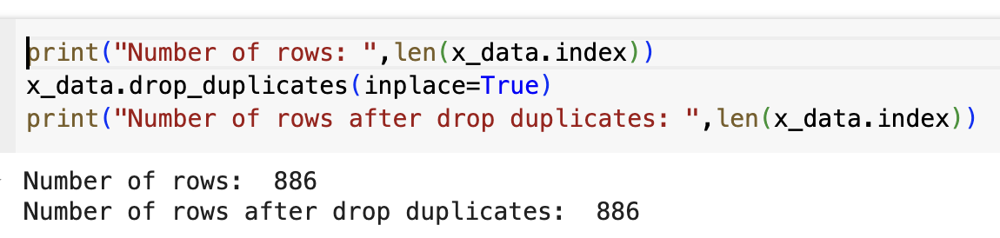 print("Number of rows: ",len(x_data.index))
x_data.drop_duplicates(inplace=True)
print("Number of rows after drop duplicates: ",len(x_data.index))
Number of rows:  886
Number of rows after drop duplicates:  886